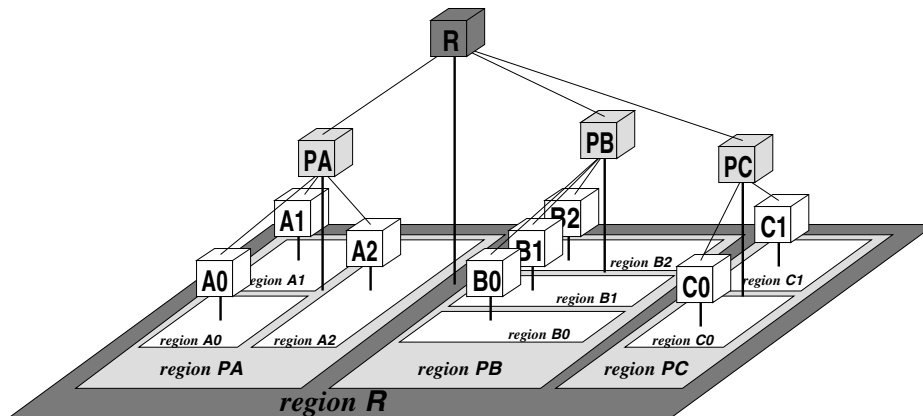 R
PA
PB
PC
A1
A2
A0
B2
B1
B0
C1
C0
region A1
region A0
region A2
region B2
region B1
region B0
region C1
region C0
region PA
region PB
region PC
region R